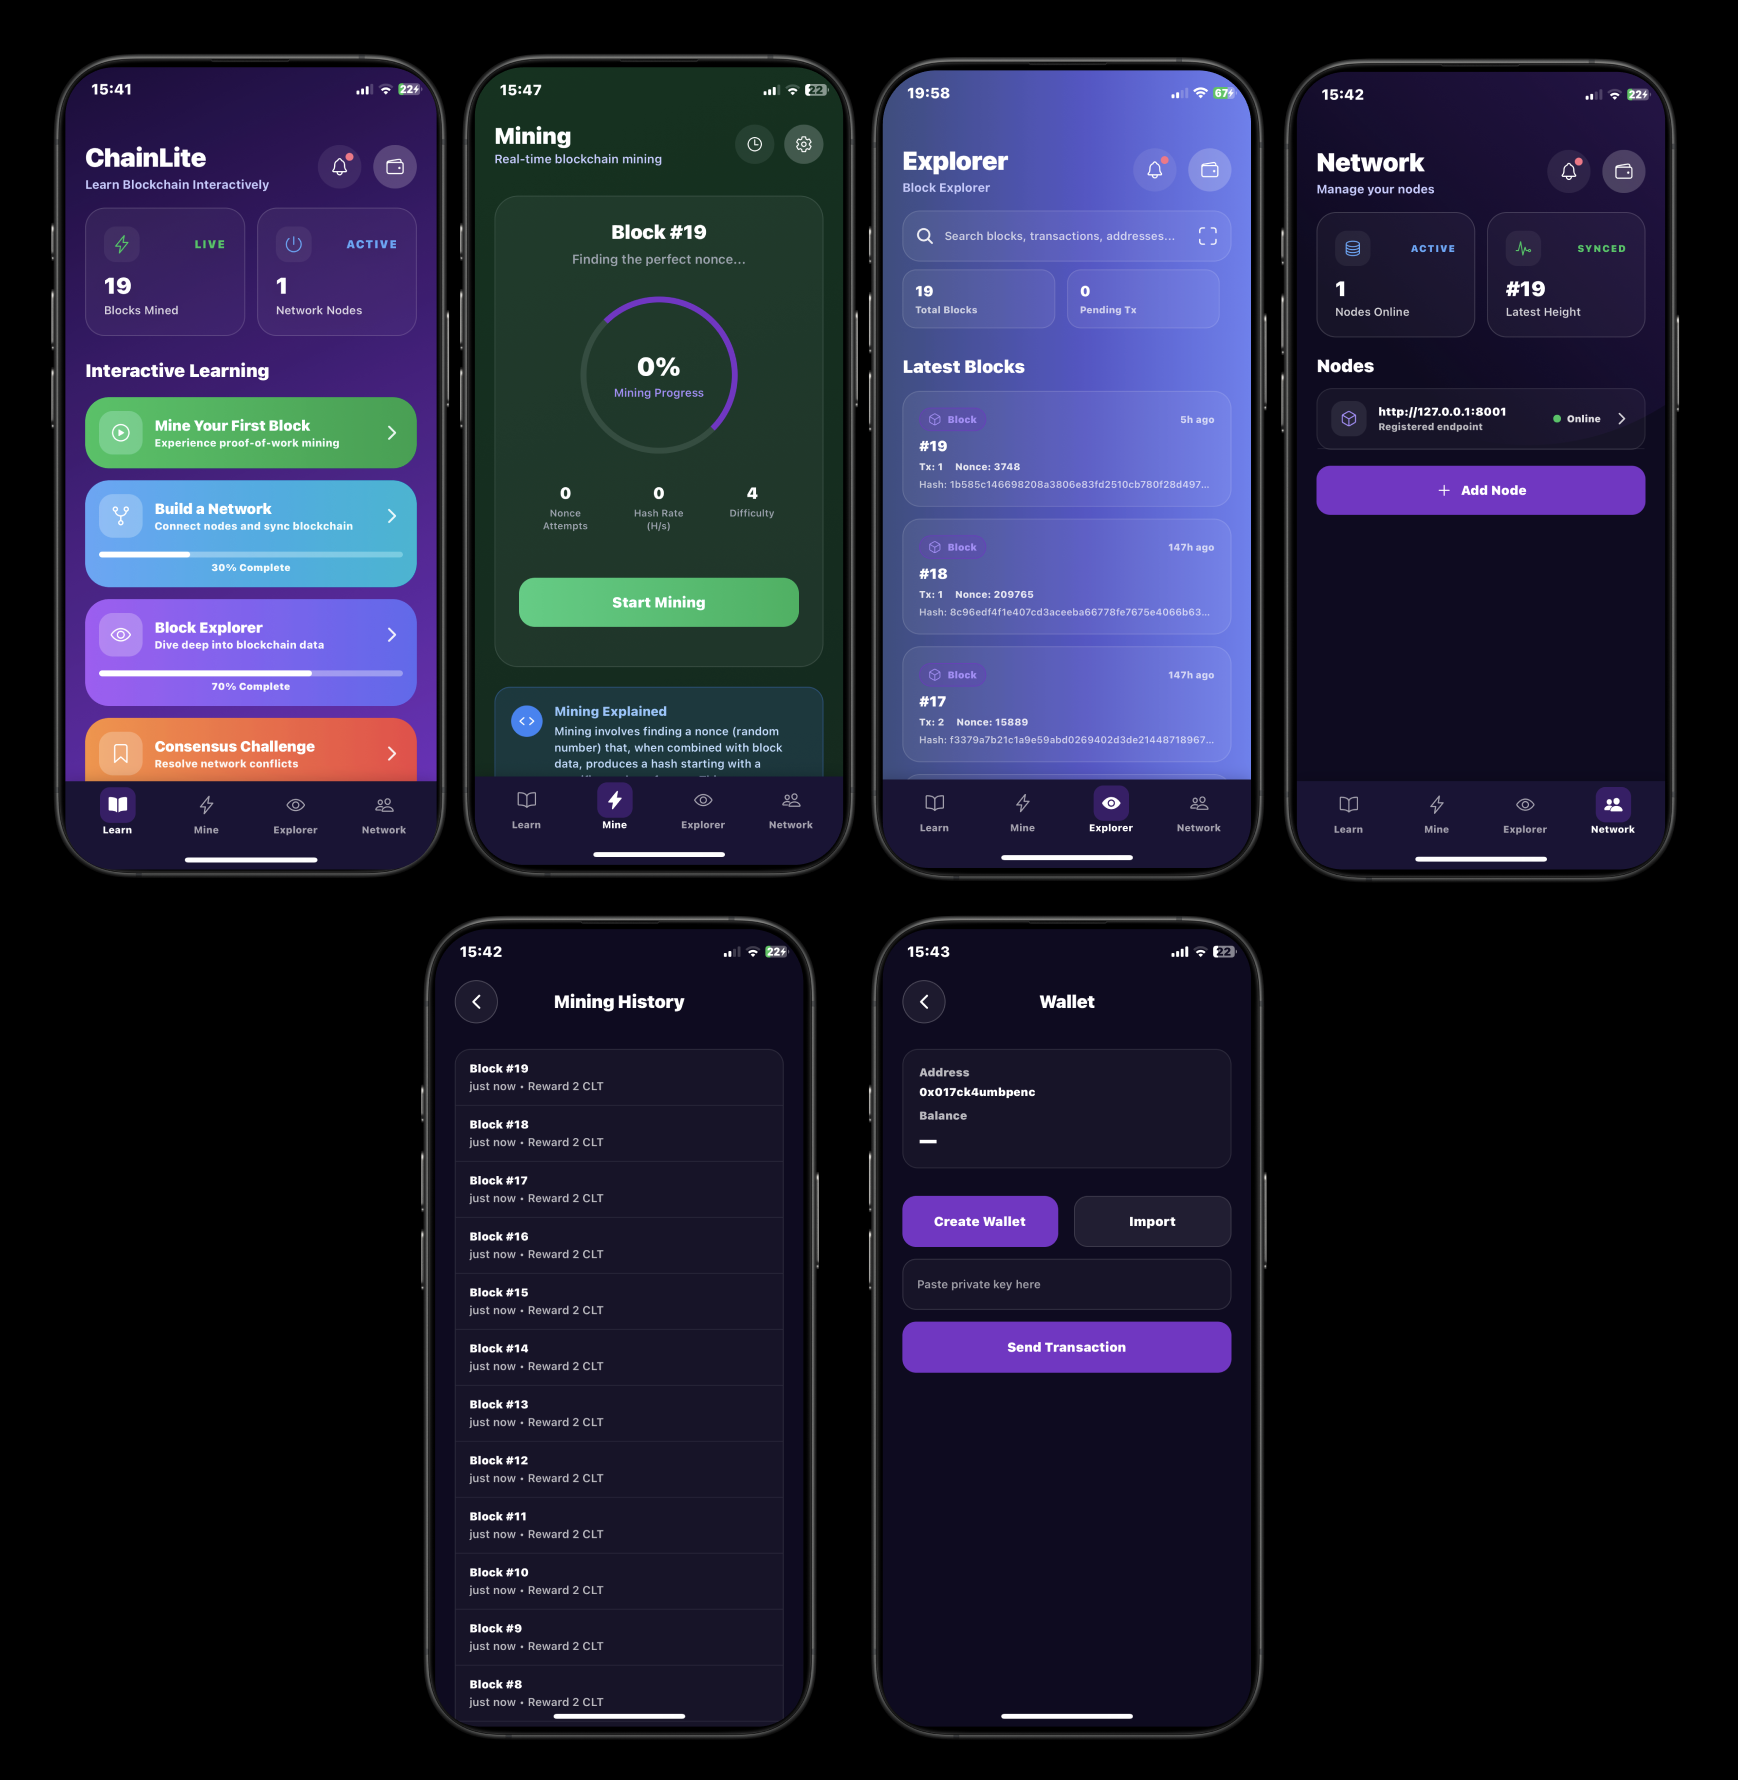 15:41
22
ChainLite
Learn Blockchain Interactively
LIVE
19
Blocks Mined
ACTIVE
1
Network Nodes
Interactive Learning
Mine Your First Block
Experience proof-of-work mining
Build a Network
Connect nodes and sync blockchain
30% Complete
Block Explorer
Dive deep into blockchain data
70% Complete
Consensus Challenge
Resolve network conflicts
Learn
Mine
Explorer
Network
15:47
22
Mining
Real-time blockchain mining
Block #19
Finding the perfect nonce...
0%
Mining Progress
0
Nonce
Attempts
0
Hash Rate
(H/s)
4
Difficulty
Start Mining
Mining Explained
Mining involves finding a nonce (random
number) that, when combined with block
data, produces a hash starting with a
Learn
Mine
Explorer
Network
19:58
67
Explorer
Block Explorer
Search blocks, transactions, addresses...
19
Total Blocks
0
Pending Tx
Latest Blocks
Block
5h ago
#19
Tx: 1 Nonce: 3748
Hash: 1b585c146698208a3806e83fd2510cb780f28d497...
Block
147h ago
#18
Tx: 1 Nonce: 209765
Hash: 8c96edf4f1e407cd3aceeba66778fe7675e4066b63...
Block
147h ago
#17
Tx: 2 Nonce: 15889
Hash: f3379a7b21c1a9e59abd0269402d3de21448718967...
Learn
Mine
Explorer
Network
15:42
22
Network
Manage your nodes
ACTIVE
1
Nodes Online
SYNCED
#19
Latest Height
Nodes
http://127.0.0.1:8001
Registered endpoint
Online
+ Add Node
Learn
Mine
Explorer
Network
15:42
22
Mining History
Block #19
just now • Reward 2 CLT
Block #18
just now • Reward 2 CLT
Block #17
just now • Reward 2 CLT
Block #16
just now • Reward 2 CLT
Block #15
just now • Reward 2 CLT
Block #14
just now • Reward 2 CLT
Block #13
just now • Reward 2 CLT
Block #12
just now • Reward 2 CLT
Block #11
just now • Reward 2 CLT
Block #10
just now • Reward 2 CLT
Block #9
just now • Reward 2 CLT
Block #8
just now • Reward 2 CLT
15:43
22
Wallet
Address
0x017ck4umbpenc
Balance
—
Create Wallet
Import
Paste private key here
Send Transaction